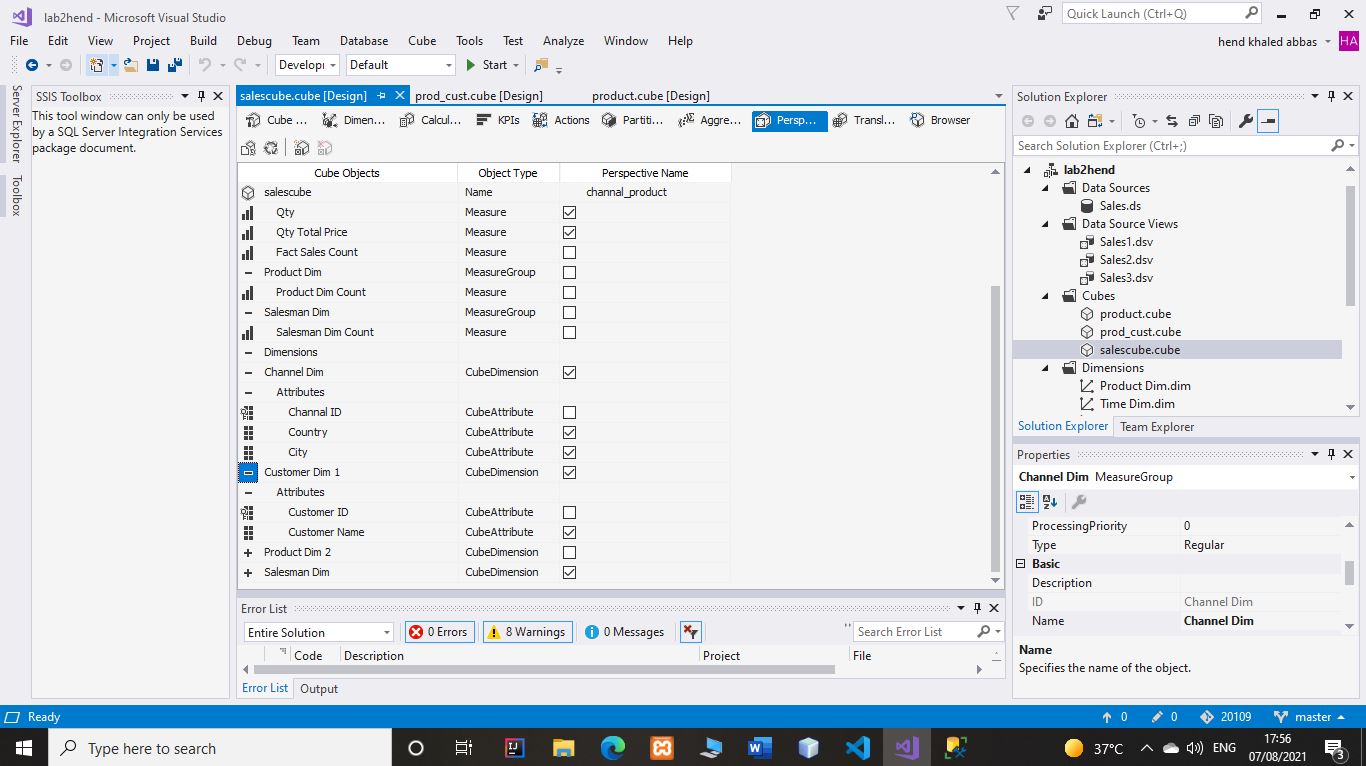 lab2hend - Microsoft Visual Studio
Quick Launch (Ctrl+Q)
File Edit View Project Build Debug Team Database Cube Tools Test Analyze Window Help
hend khaled abbas HA
Developı Default Start
Server Explorer
Toolbox
SSIS Toolbox
This tool window can only be used
by a SQL Server Integration Services
package document.
salescube.cube [Design] prod_cust.cube [Design] product.cube [Design]
Cube ... Dimen... Calcul... KPIs Actions Partiti... Aggre... Persp... Transl... Browser
Cube Objects Object Type Perspective Name
salescube Name channal_product
Qty Measure
Qty Total Price Measure
Fact Sales Count Measure
Product Dim MeasureGroup
Product Dim Count Measure
Salesman Dim MeasureGroup
Salesman Dim Count Measure
Dimensions
Channel Dim CubeDimension
Attributes
Channal ID CubeAttribute
Country CubeAttribute
City CubeAttribute
Customer Dim 1 CubeDimension
Attributes
Customer ID CubeAttribute
Customer Name CubeAttribute
Product Dim 2 CubeDimension
Salesman Dim CubeDimension
Error List
Entire Solution 0 Errors 8 Warnings 0 Messages Search Error List
Code Description Project File
Error List Output
Solution Explorer
Search Solution Explorer (Ctrl+;)
lab2hend
Data Sources
Sales.ds
Data Source Views
Sales1.dsv
Sales2.dsv
Sales3.dsv
Cubes
product.cube
prod_cust.cube
salescube.cube
Dimensions
Product Dim.dim
Time Dim.dim
Solution Explorer Team Explorer
Properties
Channel Dim MeasureGroup
ProcessingPriority 0
Type Regular
Basic
Description
ID Channel Dim
Name Channel Dim
Name
Specifies the name of the object.
Ready 0 0 20109 master
Type here to search
37°C ENG
17:56
07/08/2021
3